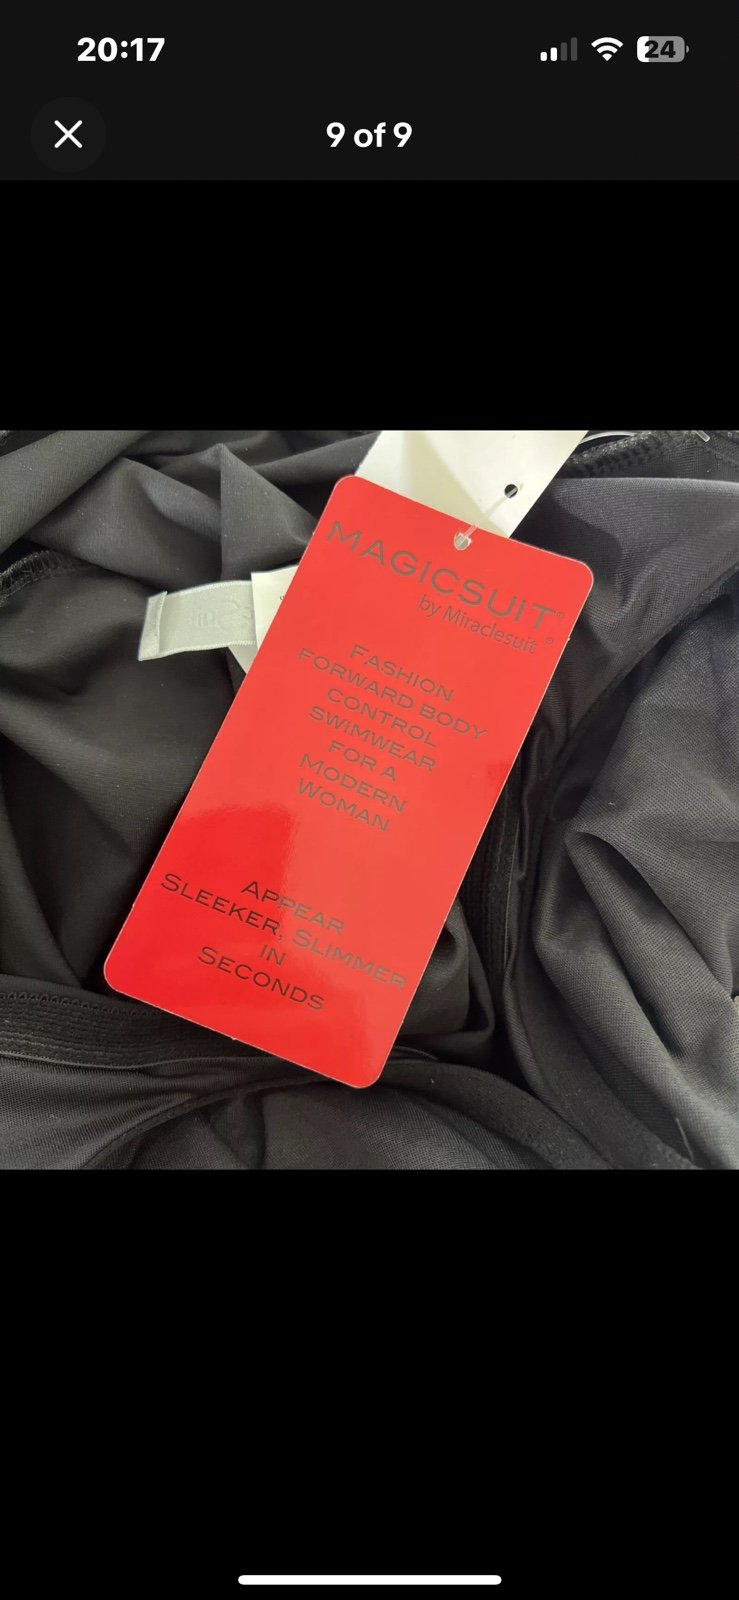 20:17
24
9 of 9
MAGICSUIT®
by Miraclesuit®
FASHION
FORWARD BODY
CONTROL
SWIMWEAR
FOR A
MODERN
WOMAN
APPEAR
SLEEKER, SLIMMER
IN
SECONDS